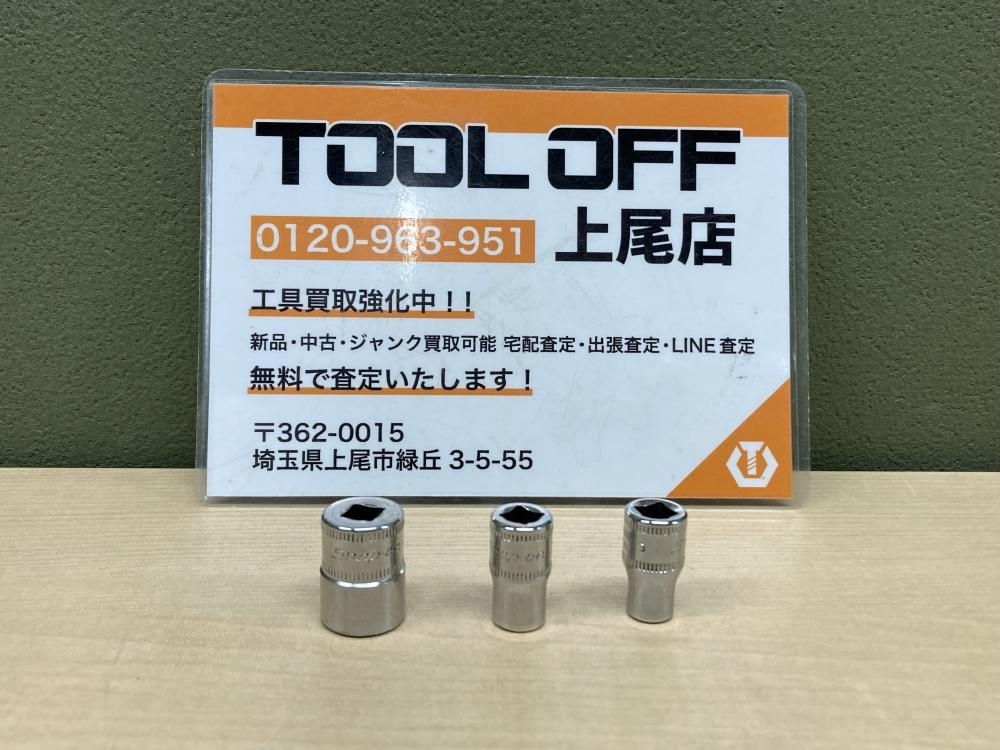 TOOL OFF
0120-963-951 上尾店
工具買取強化中！！
新品・中古・ジャンク買取可能 宅配査定・出張査定・LINE査定
無料で査定いたします！
〒362-0015
埼玉県上尾市緑丘 3-5-55